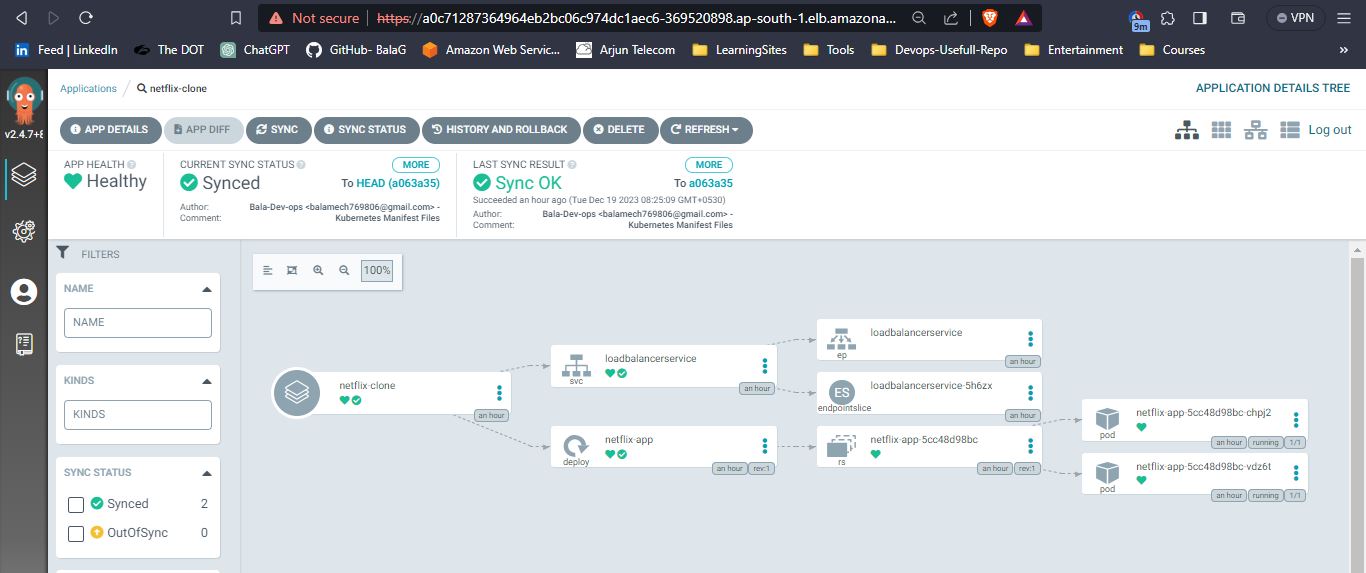 Not secure https://a0c71287364964eb2bc06c974dc1aec6-369520898.ap-south-1.elb.amazona... 9m VPN
Feed | LinkedIn The DOT ChatGPT GitHub- BalaG Amazon Web Servic... Arjun Telecom LearningSites Tools Devops-Usefull-Repo Entertainment Courses »
Applications / netflix-clone APPLICATION DETAILS TREE
v2.4.7+
APP DETAILS APP DIFF SYNC SYNC STATUS HISTORY AND ROLLBACK DELETE REFRESH Log out
APP HEALTH CURRENT SYNC STATUS MORE LAST SYNC RESULT MORE
Healthy Synced To HEAD (a063a35) Sync OK To a063a35
Succeeded an hour ago (Tue Dec 19 2023 08:25:09 GMT+0530)
Author: Bala-Dev-ops <balamech769806@gmail.com> - Author: Bala-Dev-ops <balamech769806@gmail.com> -
Comment: Kubernetes Manifest Files Comment: Kubernetes Manifest Files
FILTERS
100%
NAME
NAME
KINDS
KINDS
SYNC STATUS
Synced 2
OutOfSync 0
netflix-clone
an hour
loadbalancerservice
svc
an hour
netflix-app
deploy
an hour rev:1
loadbalancerservice
ep
an hour
ES
loadbalancerservice-5h6zx
endpointslice
an hour
netflix-app-5cc48d98bc
rs
an hour rev:1
netflix-app-5cc48d98bc-chpj2
pod
an hour running 1/1
netflix-app-5cc48d98bc-vdz6t
pod
an hour running 1/1